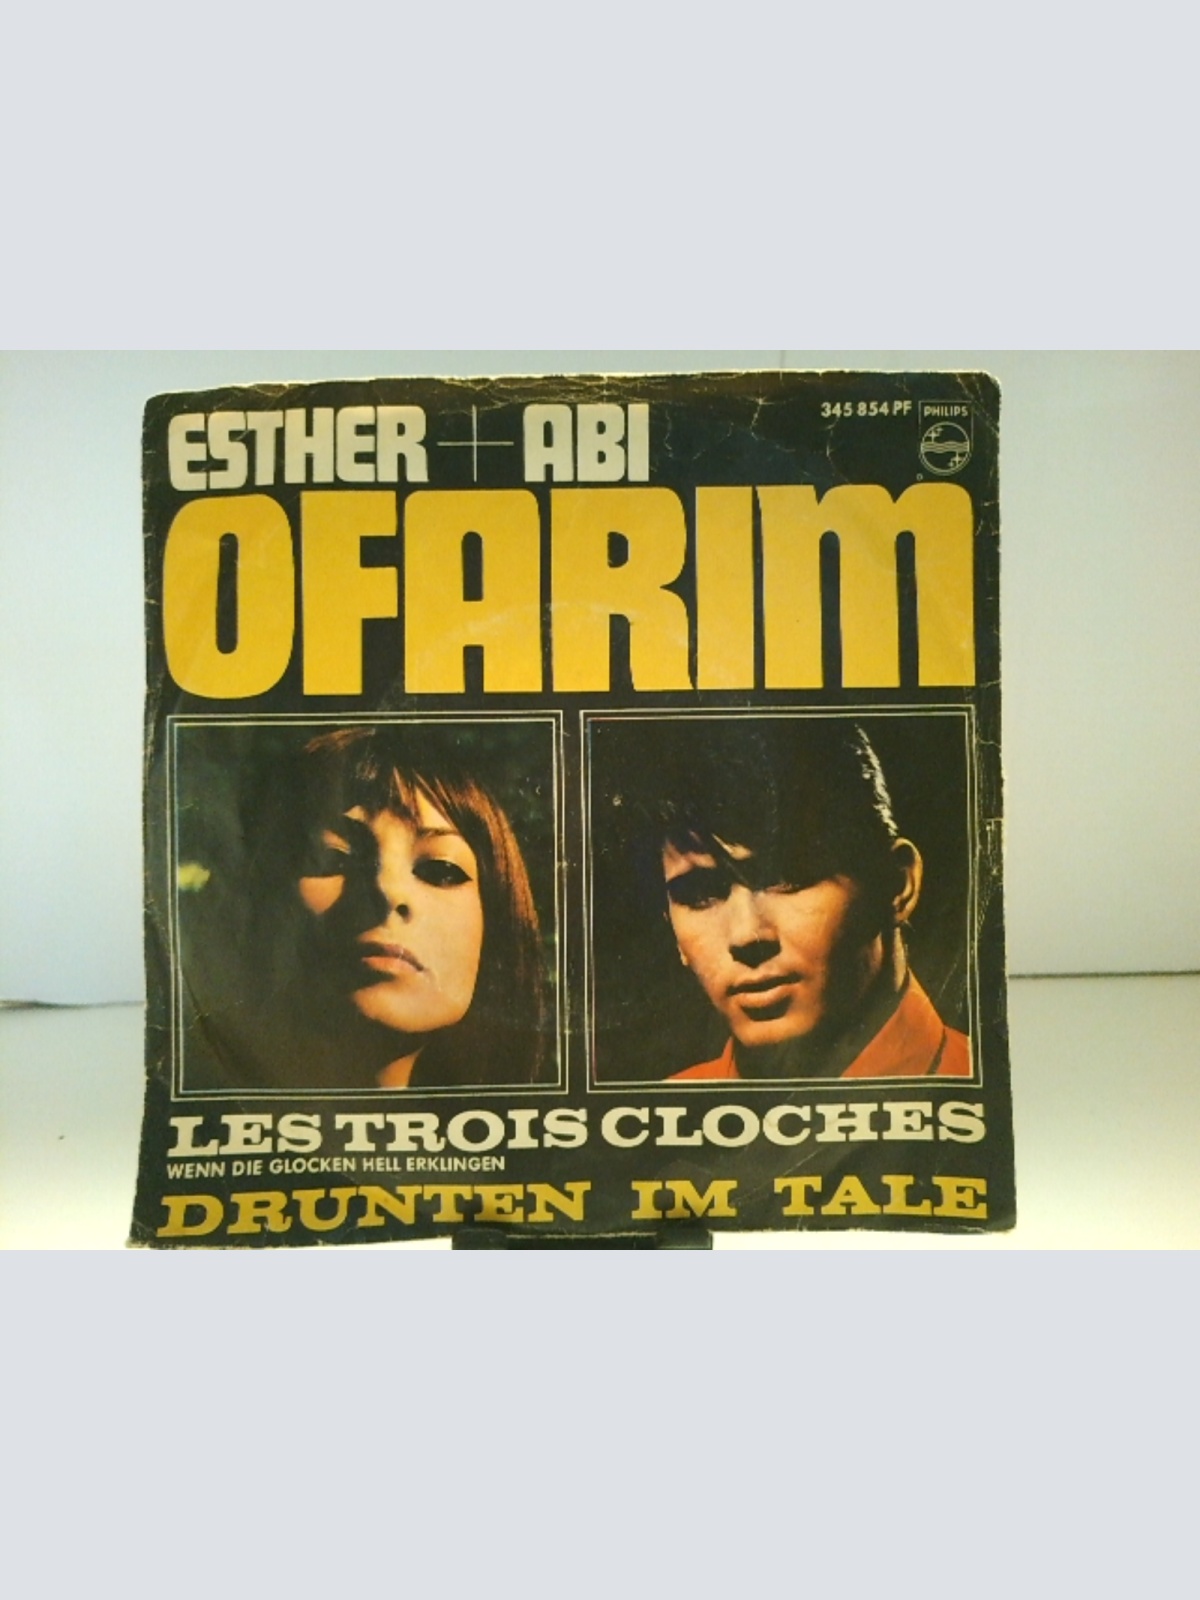 ESTHER + ABI
345 854 PF
PHILIPS
OFARIM
LES TROIS CLOCHES
WENN DIE GLOCKEN HELL ERKLINGEN
DRUNTEN IM TALE